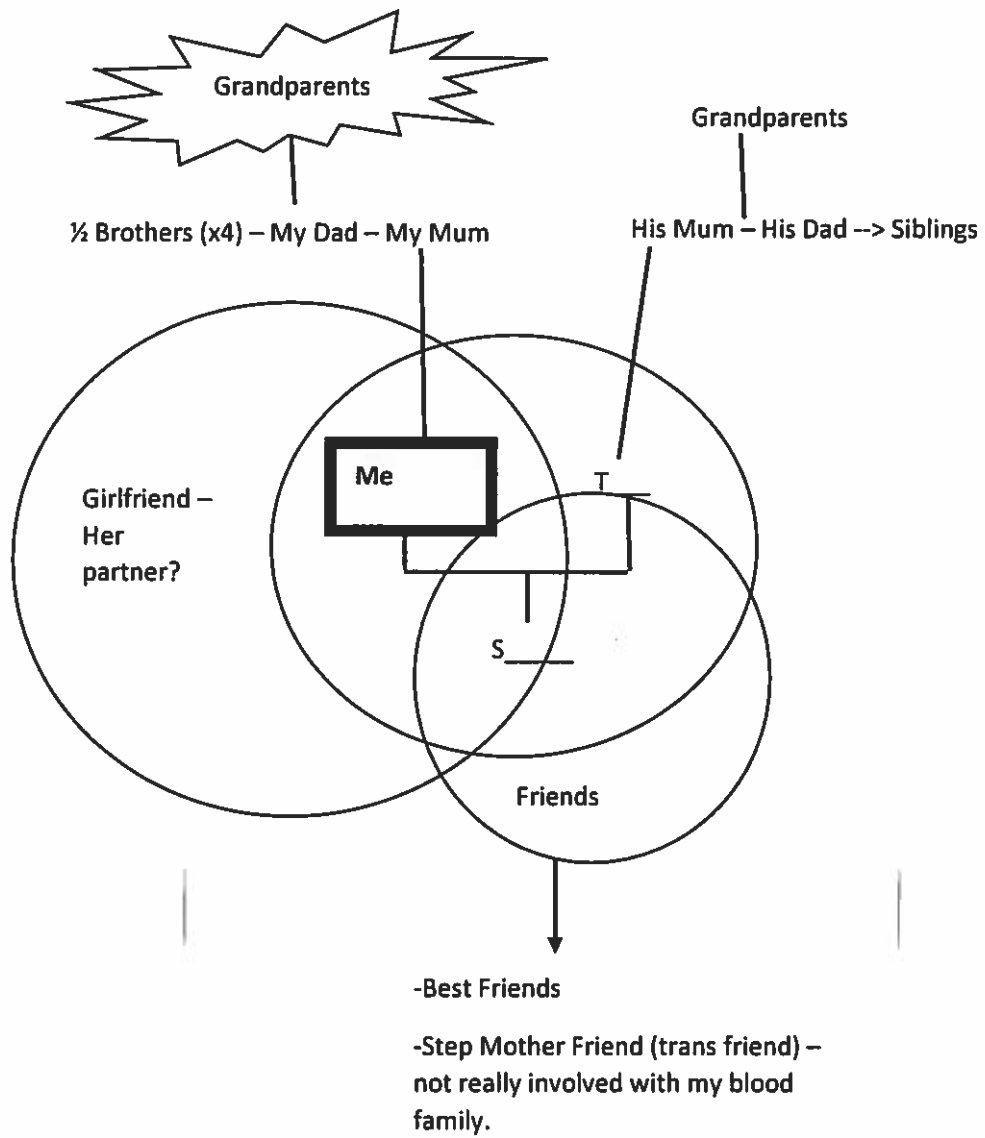 Grandparents
Grandparents
½ Brothers (x4) – My Dad – My Mum
His Mum – His Dad --> Siblings
Me
T
Girlfriend –
Her
partner?
S
Friends
-Best Friends
-Step Mother Friend (trans friend) –
not really involved with my blood
family.